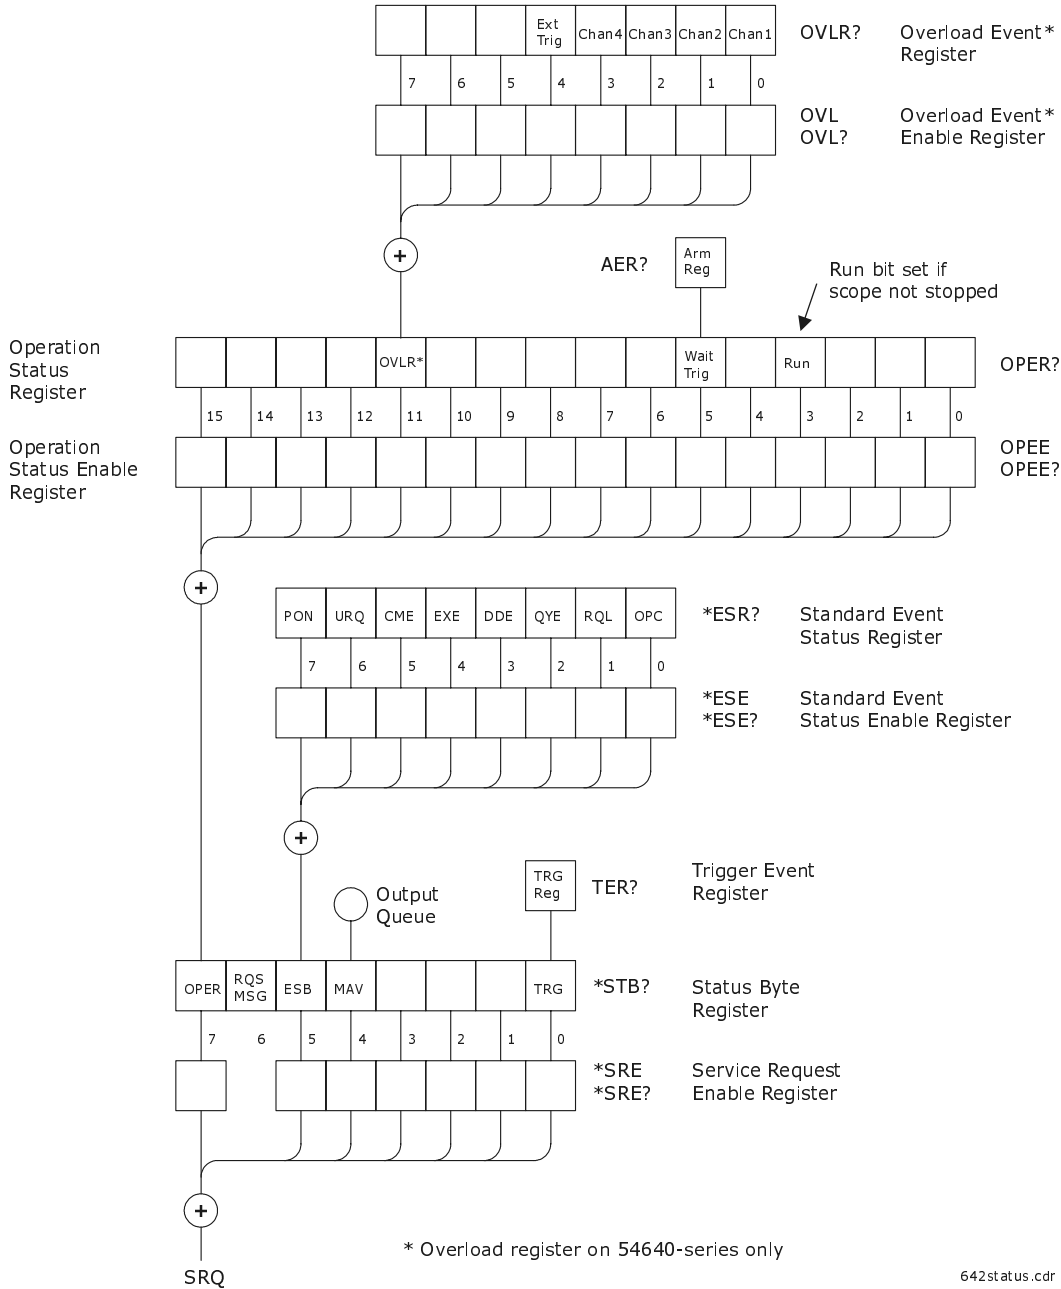 Ext Trig Chan4 Chan3 Chan2 Chan1 OVLR? Overload Event*
Register
7 6 5 4 3 2 1 0
OVL Overload Event*
OVL? Enable Register
+
AER? Arm Reg
Run bit set if
scope not stopped
Operation
Status
Register
OVLR* Wait Trig Run OPER?
15 14 13 12 11 10 9 8 7 6 5 4 3 2 1 0
Operation
Status Enable
Register
OPEE
OPEE?
+
PON URQ CME EXE DDE QYE RQL OPC *ESR? Standard Event
Status Register
7 6 5 4 3 2 1 0
*ESE Standard Event
*ESE? Status Enable Register
+
Output
Queue
TRG Reg TER? Trigger Event
Register
OPER RQS MSG ESB MAV TRG *STB? Status Byte
Register
7 6 5 4 3 2 1 0
*SRE Service Request
*SRE? Enable Register
+
* Overload register on 54640-series only
SRQ
642status.cdr